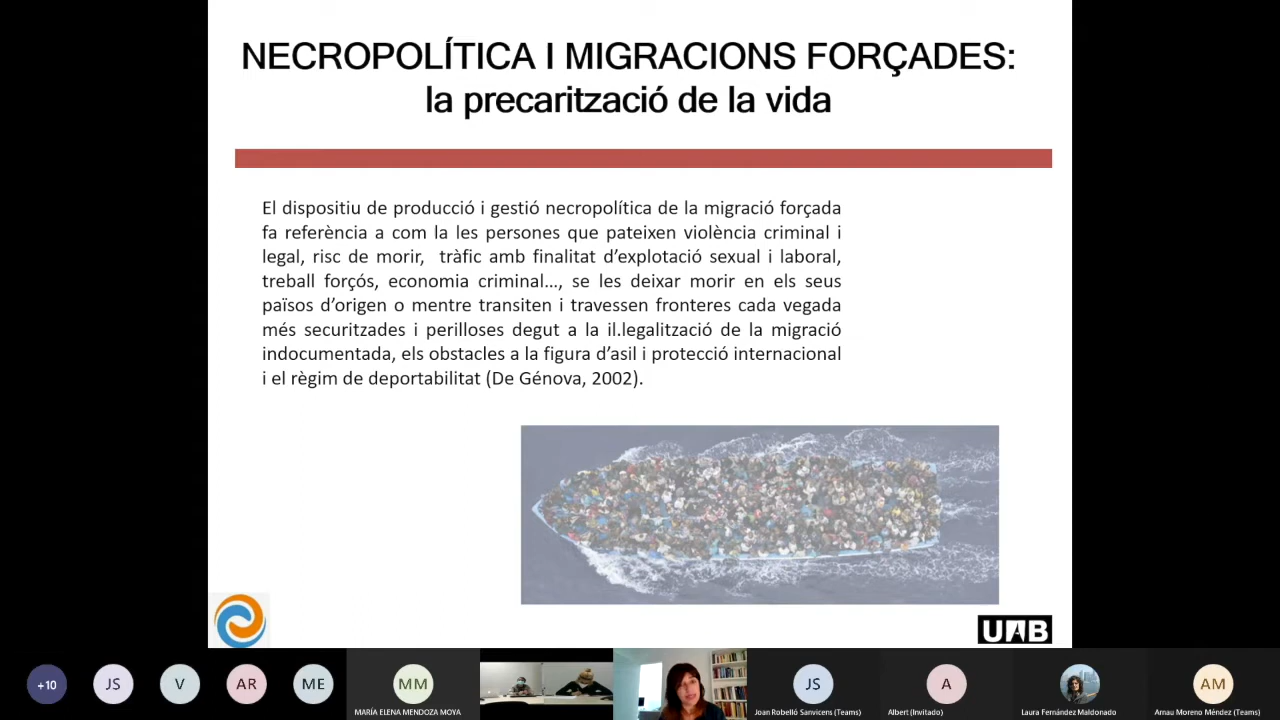 NECROPOLÍTICA I MIGRACIONS FORÇADES:
la precarització de la vida
El dispositiu de producció i gestió necropolítica de la migració forçada
fa referència a com la les persones que pateixen violència criminal i
legal, risc de morir, tràfic amb finalitat d’explotació sexual i laboral,
treball forçós, economia criminal…, se les deixar morir en els seus
països d’origen o mentre transiten i travessen fronteres cada vegada
més securitzades i perilloses degut a la il.legalització de la migració
indocumentada, els obstacles a la figura d’asil i protecció internacional
i el règim de deportabilitat (De Génova, 2002).
UAB
+10
JS
V
AR
ME
MM
MARÍA ELENA MENDOZA MOYA
JS
Joan Robelló Sanvicens (Teams)
A
Albert (Invitado)
Laura Fernández Maldonado
AM
Arnau Moreno Méndez (Teams)